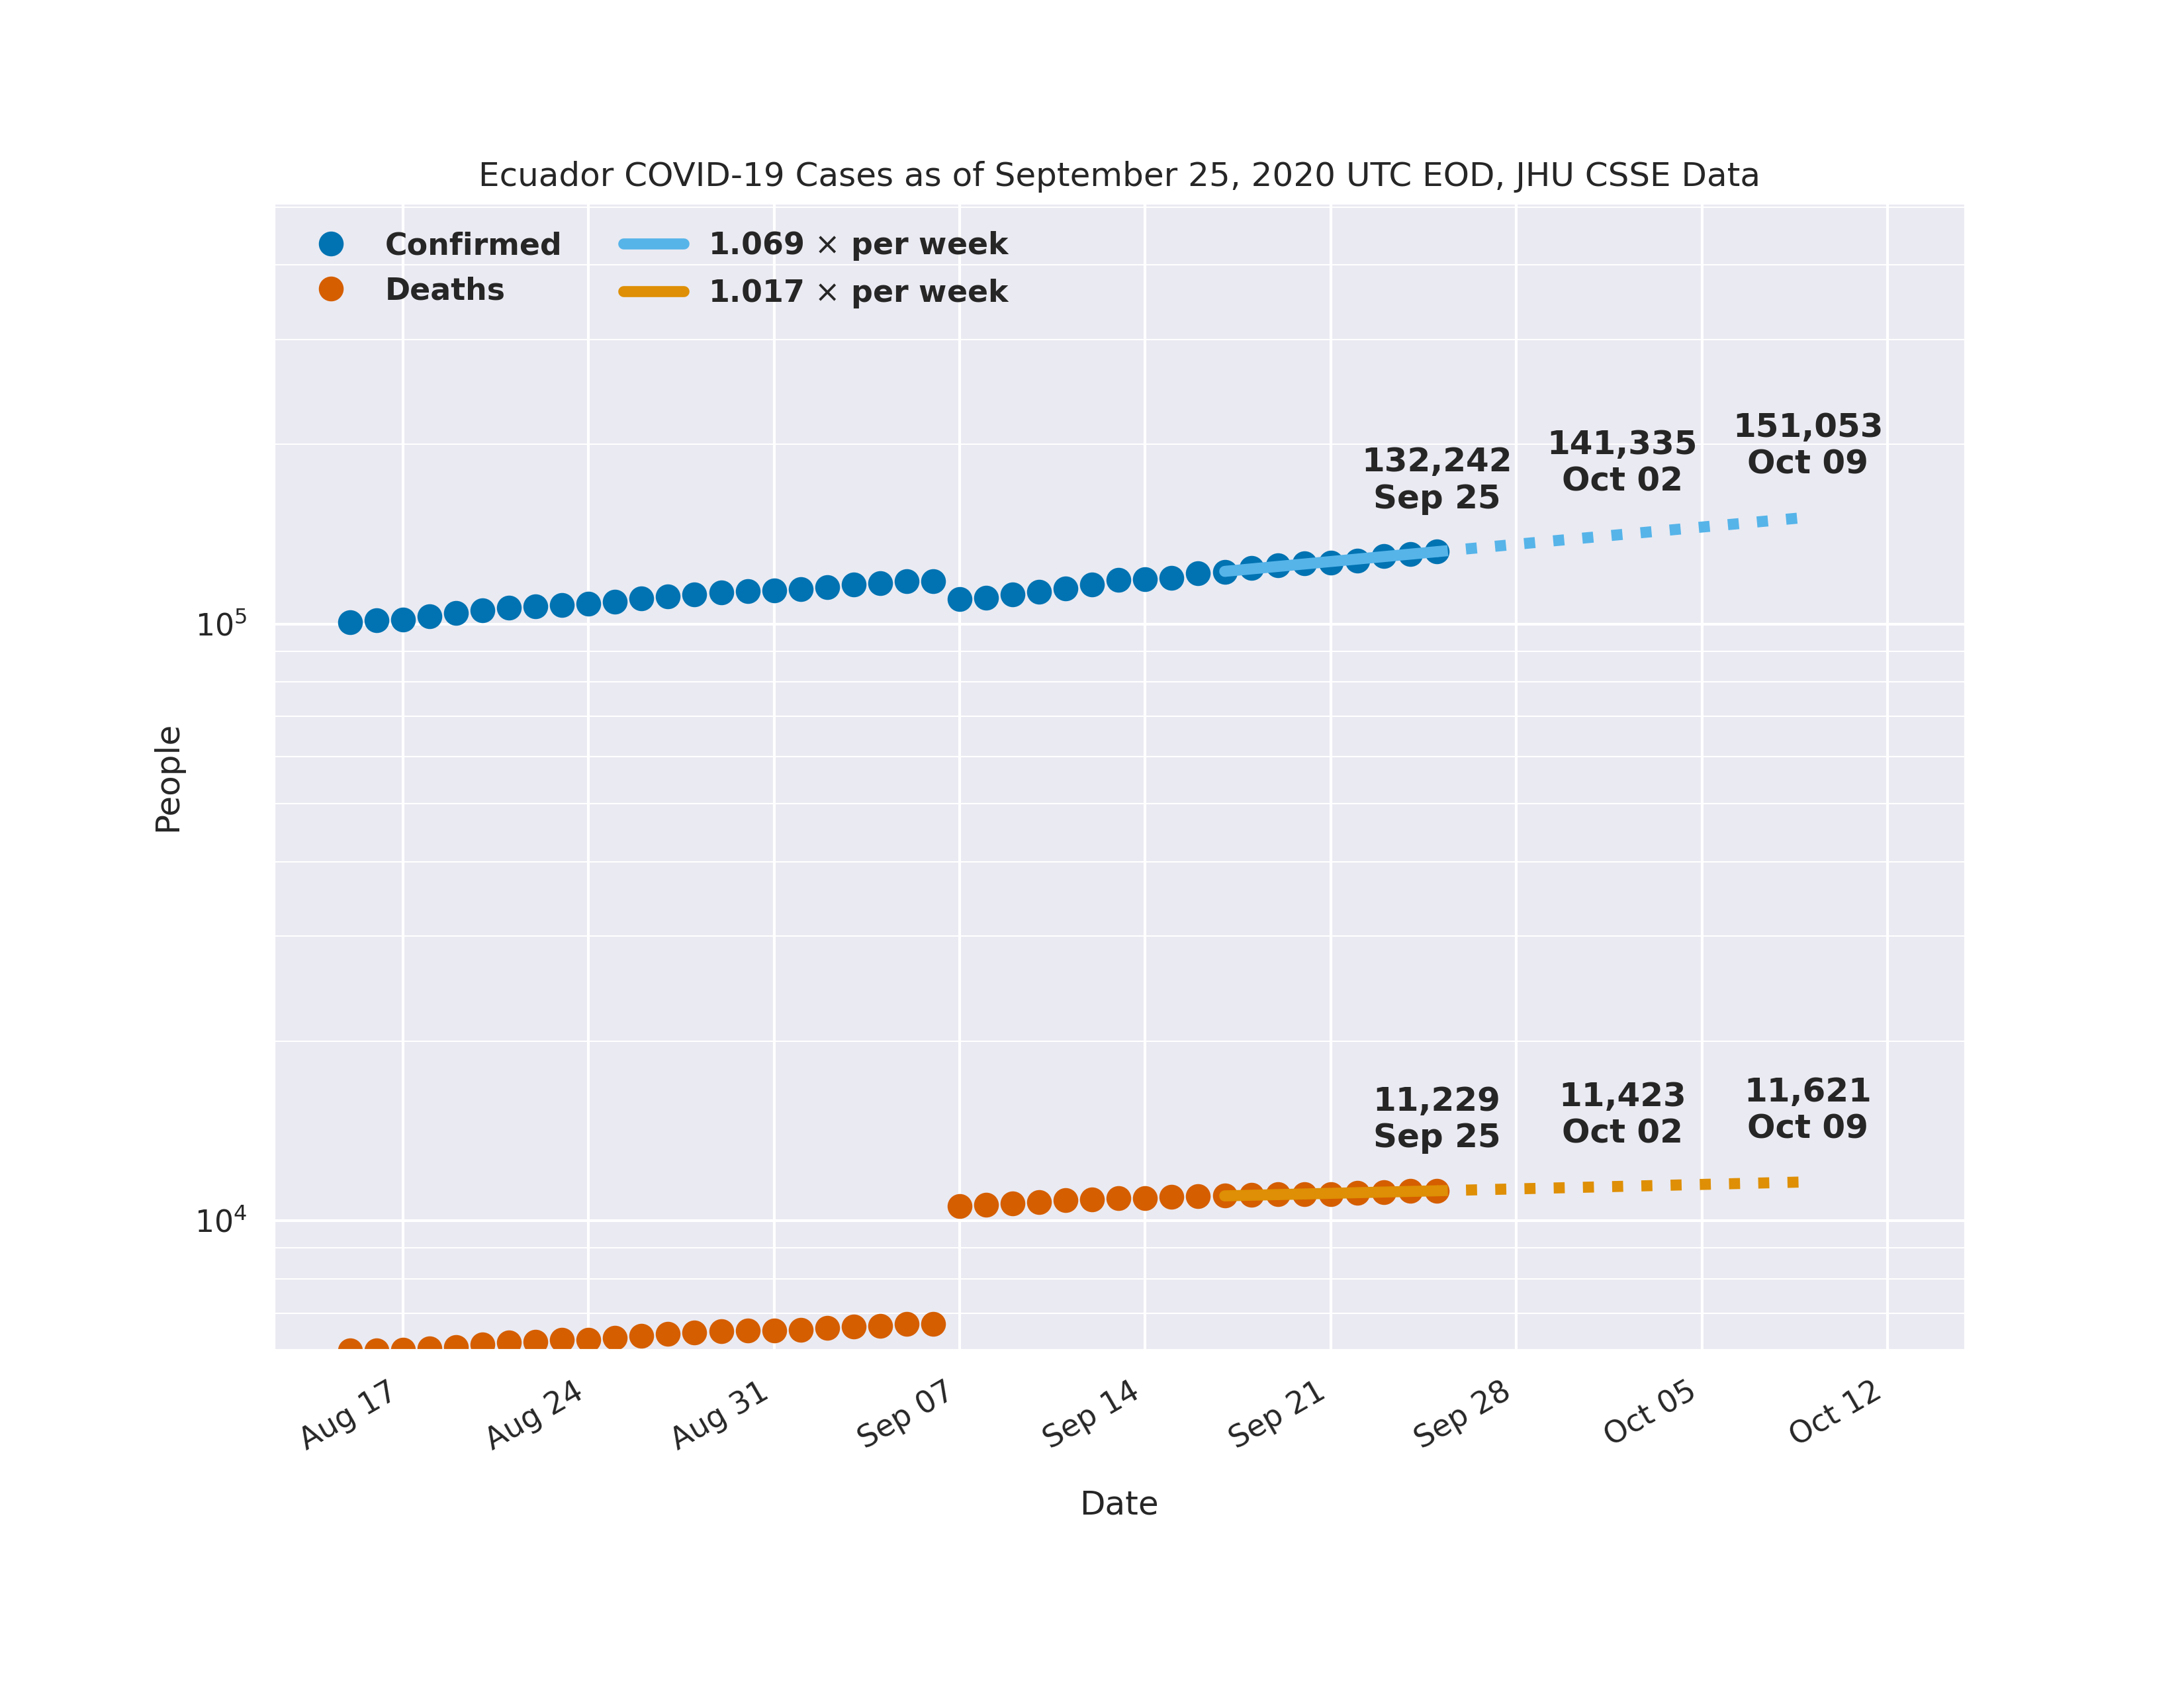 Ecuador COVID-19 Cases as of September 25, 2020 UTC EOD, JHU CSSE Data
Confirmed
Deaths
1.069 × per week
1.017 × per week
132,242
Sep 25
141,335
Oct 02
151,053
Oct 09
10⁵
People
11,229
Sep 25
11,423
Oct 02
11,621
Oct 09
10⁴
Aug 17
Aug 24
Aug 31
Sep 07
Sep 14
Sep 21
Sep 28
Oct 05
Oct 12
Date